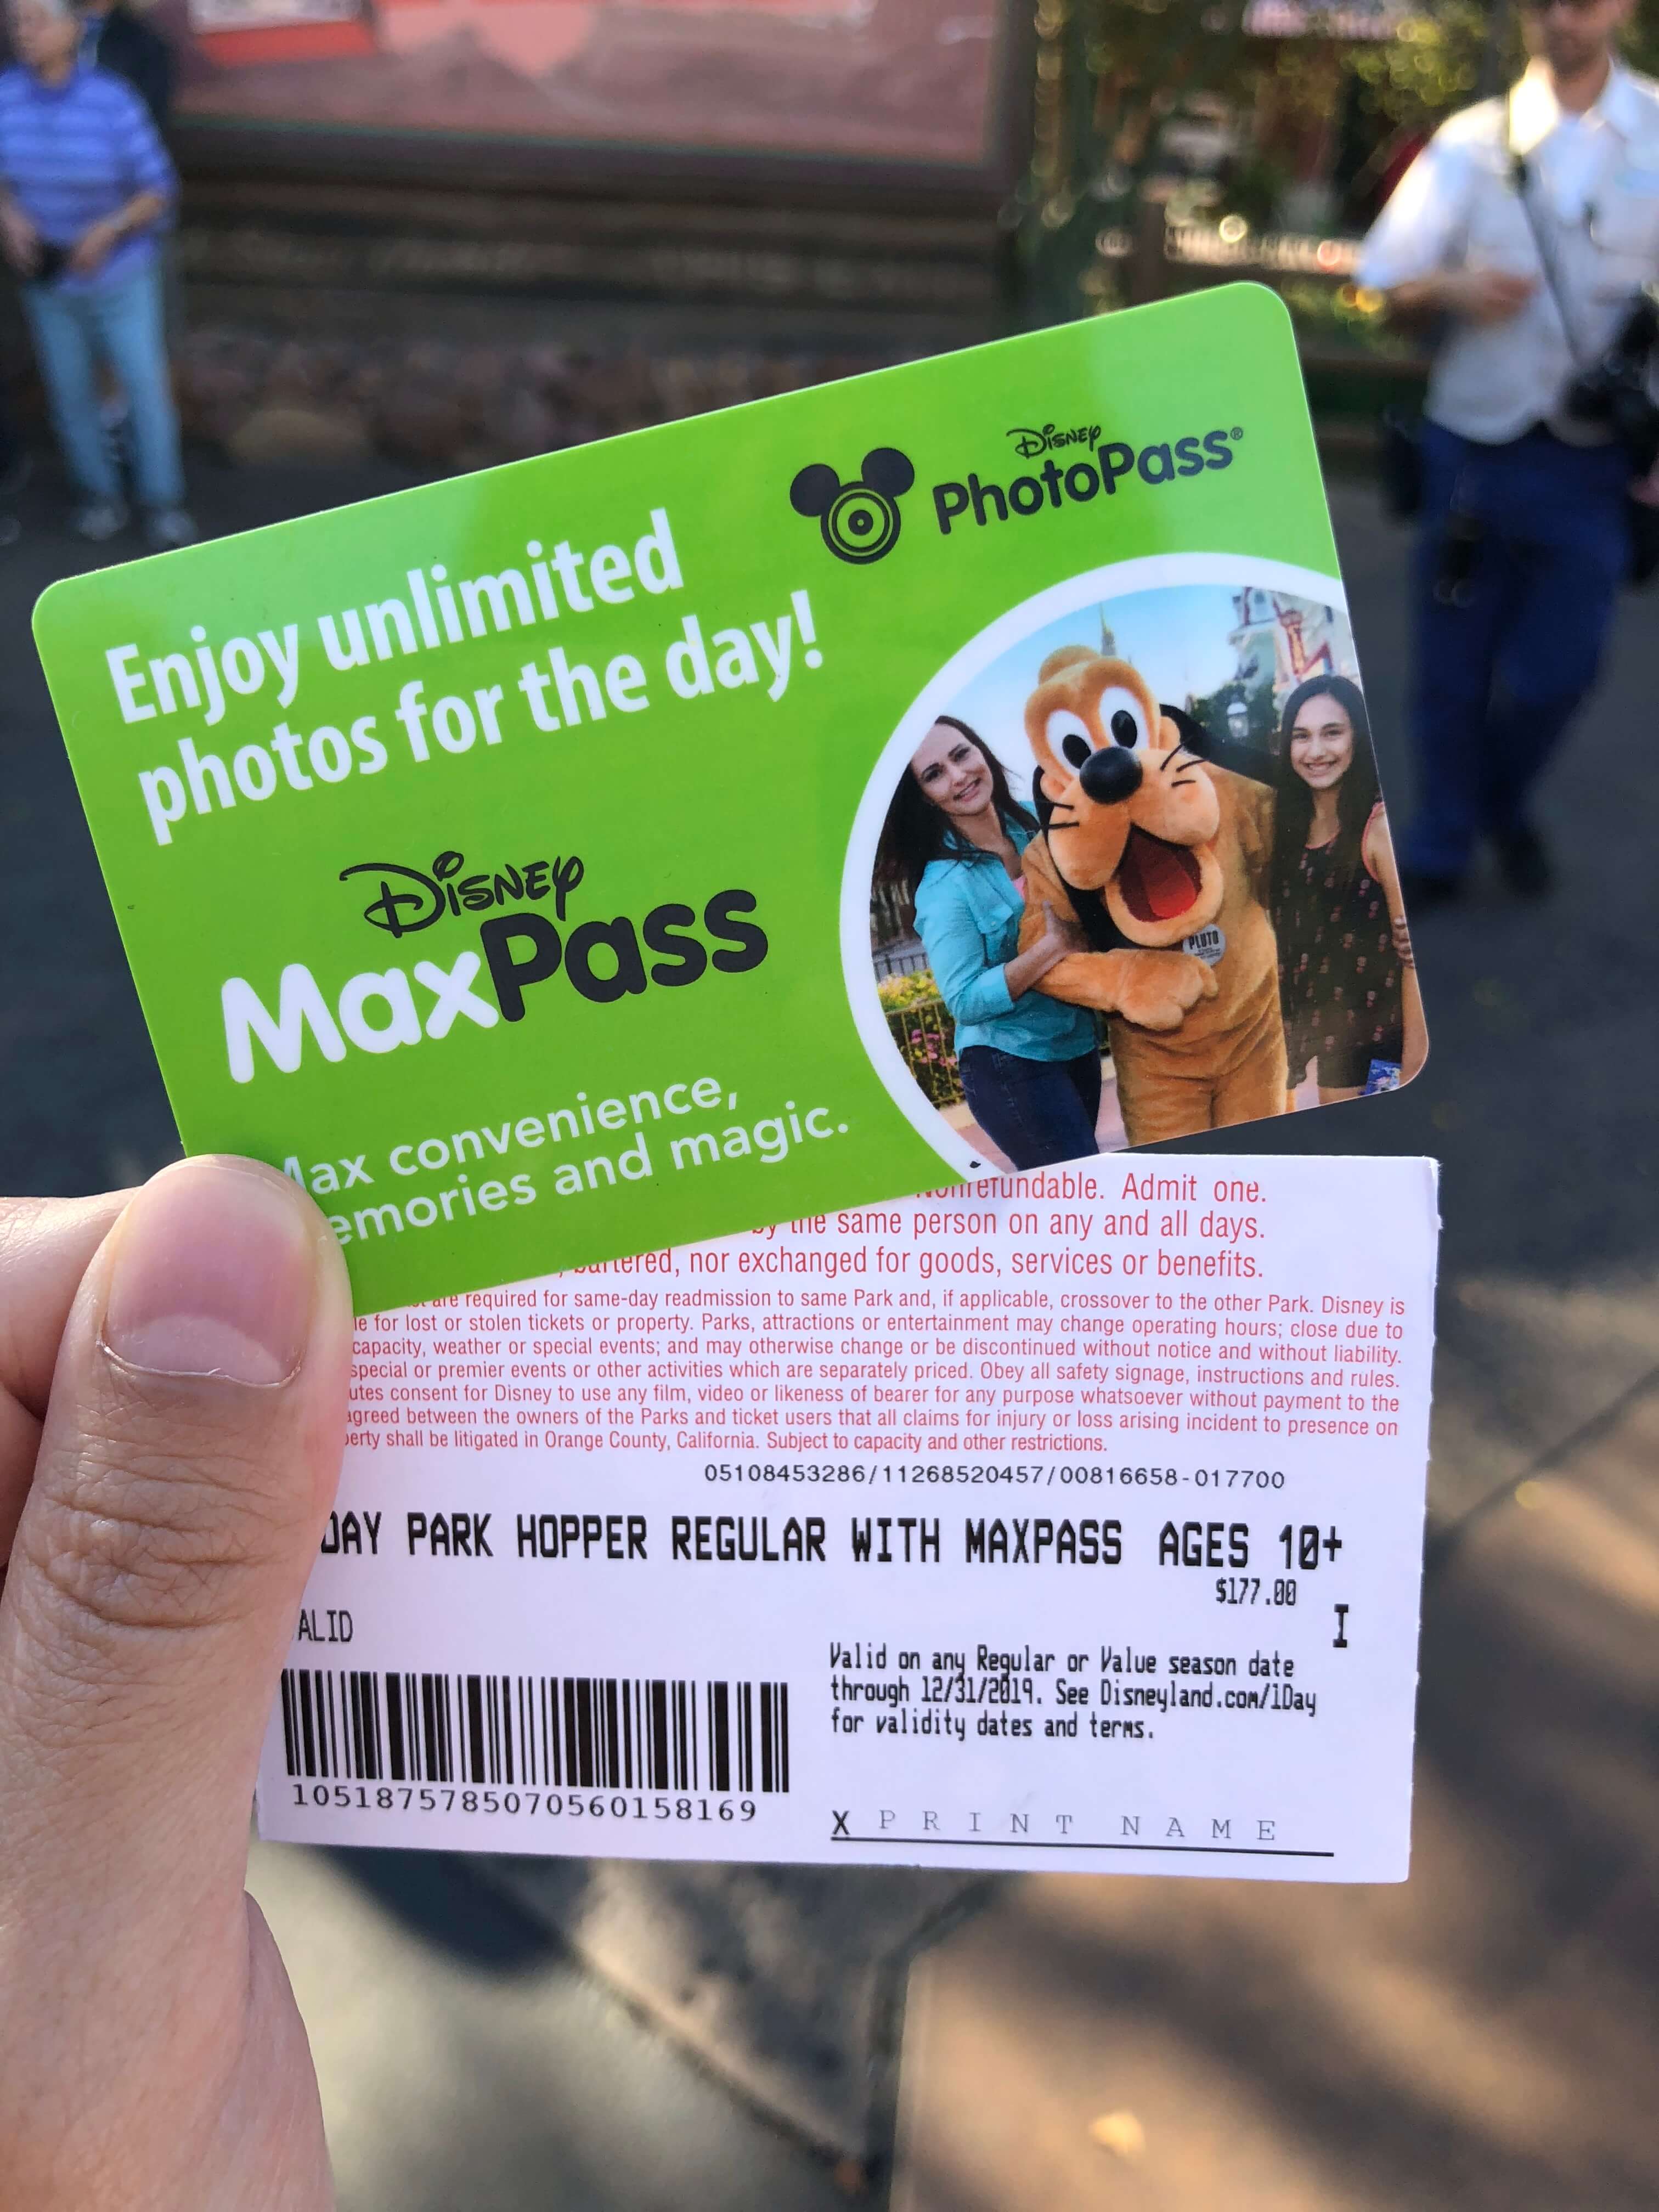 DISNEY
PhotoPass®
Enjoy unlimited
photos for the day!
DISNEY
MaxPass
PLUTO
Max convenience,
emories and magic.
Nonrefundable. Admit one.
by the same person on any and all days.
, bartered, nor exchanged for goods, services or benefits.
are required for same-day readmission to same Park and, if applicable, crossover to the other Park. Disney is
le for lost or stolen tickets or property. Parks, attractions or entertainment may change operating hours; close due to
capacity, weather or special events; and may otherwise change or be discontinued without notice and without liability.
special or premier events or other activities which are separately priced. Obey all safety signage, instructions and rules.
utes consent for Disney to use any film, video or likeness of bearer for any purpose whatsoever without payment to the
agreed between the owners of the Parks and ticket users that all claims for injury or loss arising incident to presence on
perty shall be litigated in Orange County, California. Subject to capacity and other restrictions.
05108453286/11268520457/00816658-017700
DAY PARK HOPPER REGULAR WITH MAXPASS AGES 10+
$177.00
I
ALID
Valid on any Regular or Value season date
through 12/31/2019. See Disneyland.com/1Day
for validity dates and terms.
1051875785070560158169
X PRINT NAME